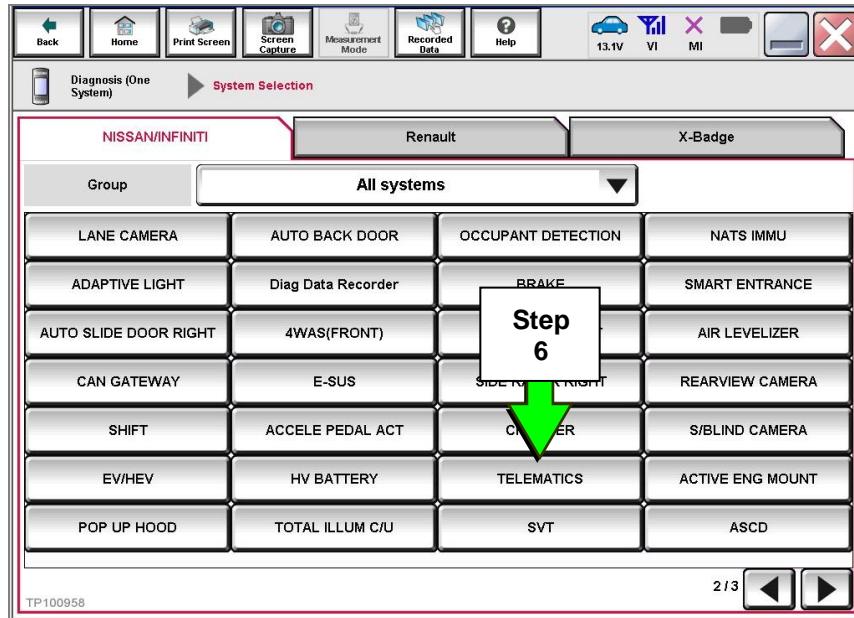 Back
Home
Print Screen
Screen
Capture
Measurement
Mode
Recorded
Data
Help
13.1V
VI
MI
Diagnosis (One
System)
System Selection
NISSAN/INFINITI
Renault
X-Badge
Group
All systems
LANE CAMERA
AUTO BACK DOOR
OCCUPANT DETECTION
NATS IMMU
ADAPTIVE LIGHT
Diag Data Recorder
BRAKE
SMART ENTRANCE
AUTO SLIDE DOOR RIGHT
4WAS(FRONT)
Step
6
AIR LEVELIZER
CAN GATEWAY
E-SUS
SIDE RADAR RIGHT
REARVIEW CAMERA
SHIFT
ACCELE PEDAL ACT
S/BLIND CAMERA
EV/HEV
HV BATTERY
TELEMATICS
ACTIVE ENG MOUNT
POP UP HOOD
TOTAL ILLUM C/U
SVT
ASCD
2/3
TP100958